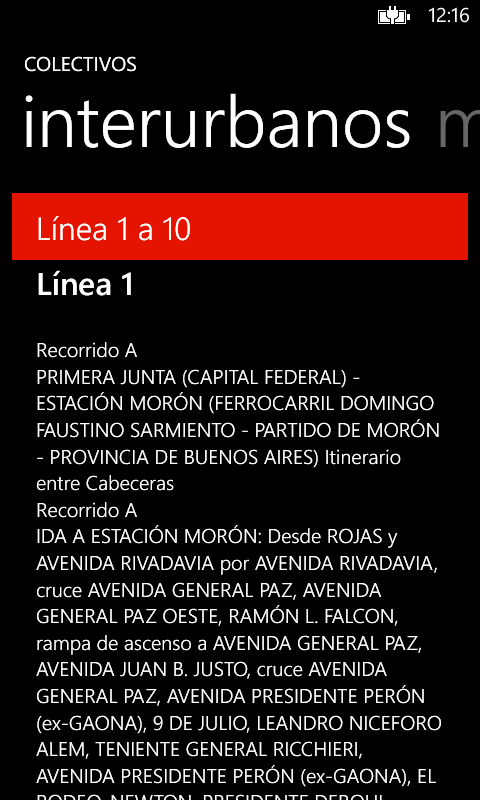 12:16
COLECTIVOS
interurbanos m
Línea 1 a 10
Línea 1
Recorrido A
PRIMERA JUNTA (CAPITAL FEDERAL) -
ESTACIÓN MORÓN (FERROCARRIL DOMINGO
FAUSTINO SARMIENTO - PARTIDO DE MORÓN
- PROVINCIA DE BUENOS AIRES) Itinerario
entre Cabeceras
Recorrido A
IDA A ESTACIÓN MORÓN: Desde ROJAS y
AVENIDA RIVADAVIA por AVENIDA RIVADAVIA,
cruce AVENIDA GENERAL PAZ, AVENIDA
GENERAL PAZ OESTE, RAMÓN L. FALCON,
rampa de ascenso a AVENIDA GENERAL PAZ,
AVENIDA JUAN B. JUSTO, cruce AVENIDA
GENERAL PAZ, AVENIDA PRESIDENTE PERÓN
(ex-GAONA), 9 DE JULIO, LEANDRO NICEFORO
ALEM, TENIENTE GENERAL RICCHIERI,
AVENIDA PRESIDENTE PERÓN (ex-GAONA), EL
RODEO, NEWTON, PRESIDENTE DERQUI,